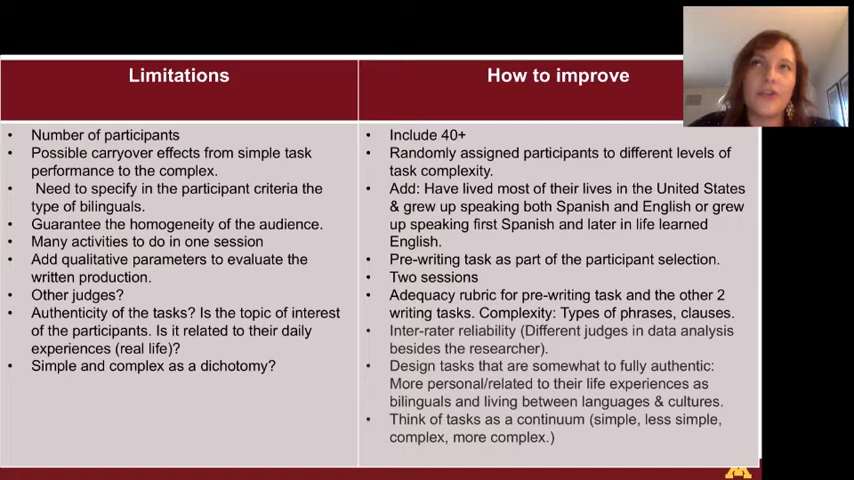 Limitations
How to improve
• Number of participants
• Possible carryover effects from simple task
performance to the complex.
• Need to specify in the participant criteria the
type of bilinguals.
• Guarantee the homogeneity of the audience.
• Many activities to do in one session
• Add qualitative parameters to evaluate the
written production.
• Other judges?
• Authenticity of the tasks? Is the topic of interest
of the participants. Is it related to their daily
experiences (real life)?
• Simple and complex as a dichotomy?
• Include 40+
• Randomly assigned participants to different levels of
task complexity.
• Add: Have lived most of their lives in the United States
& grew up speaking both Spanish and English or grew
up speaking first Spanish and later in life learned
English.
• Pre-writing task as part of the participant selection.
• Two sessions
• Adequacy rubric for pre-writing task and the other 2
writing tasks. Complexity: Types of phrases, clauses.
• Inter-rater reliability (Different judges in data analysis
besides the researcher).
• Design tasks that are somewhat to fully authentic:
More personal/related to their life experiences as
bilinguals and living between languages & cultures.
• Think of tasks as a continuum (simple, less simple,
complex, more complex.)